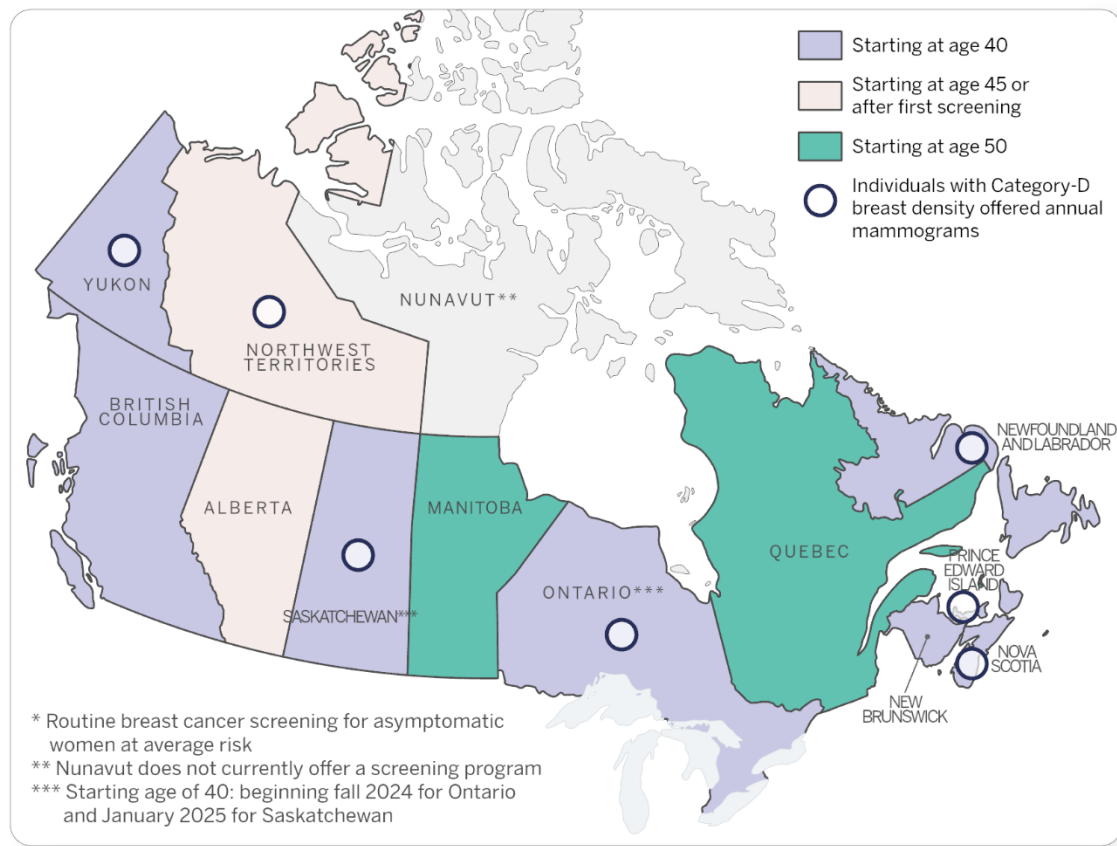 Starting at age 40
Starting at age 45 or
after first screening
Starting at age 50
Individuals with Category-D
breast density offered annual
mammograms
YUKON
NUNAVUT**
NORTHWEST
TERRITORIES
BRITISH
COLUMBIA
NEWFOUNDLAND
AND LABRADOR
ALBERTA
MANITOBA
QUEBEC
PRINCE
EDWARD
ISLAND
ONTARIO***
SASKATCHEWAN***
NOVA
SCOTIA
NEW
BRUNSWICK
* Routine breast cancer screening for asymptomatic
women at average risk
** Nunavut does not currently offer a screening program
*** Starting age of 40: beginning fall 2024 for Ontario
and January 2025 for Saskatchewan